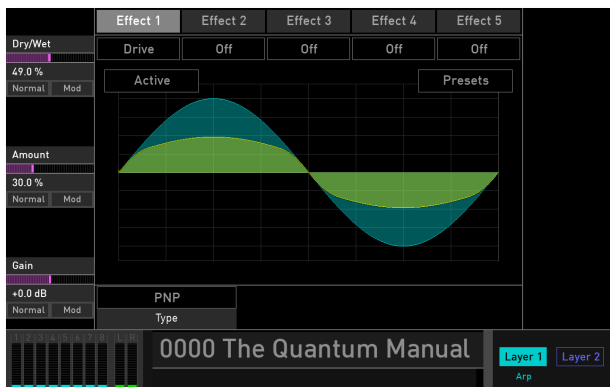 Effect 1 Effect 2 Effect 3 Effect 4 Effect 5
Drive Off Off Off Off
Dry/Wet
49.0 %
Normal Mod
Active Presets
Amount
30.0 %
Normal Mod
Gain
+0.0 dB
Normal Mod
PNP
Type
1 2 3 4 5 6 7 8 L R
0000 The Quantum Manual
Layer 1 Layer 2
Arp